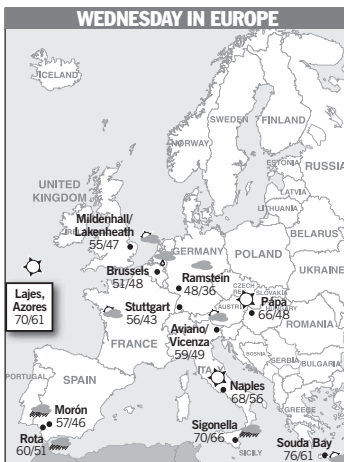 WEDNESDAY IN EUROPE
ICELAND
SWEDEN
FINLAND
NORWAY
ESTONIA
RUSSIA
LATVIA
LITHUANIA
UNITED
KINGDOM
Mildenhall/
Lakenheath
55/47
BELARUS
GERMANY
POLAND
UKRAINE
Brussels
51/48
Ramstein
48/36
CZECH
SLOVAKIA
Lajes,
Azores
70/61
Stuttgart
56/43
Pápa
66/48
FRANCE
Aviano/
Vicenza
59/49
ROMANIA
BOSNIA
SERBIA
BULGARIA
PORTUGAL
SPAIN
Naples
68/56
Morón
57/46
GREECE
Rota
60/51
Sigonella
70/66
SICILY
Souda Bay
76/61